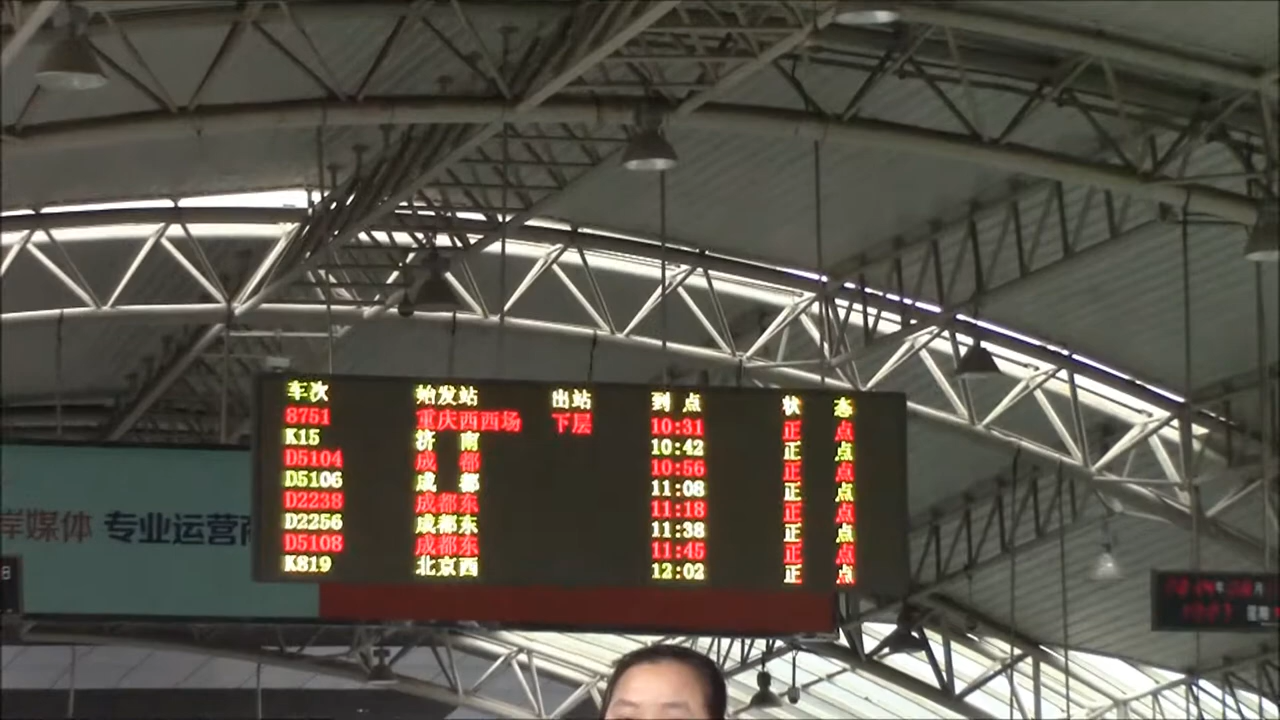 车次 始发站 出站 到 点 状 态
8751 重庆西西场 下层 10:31 正 点
K15 济 南 10:42 正 点
D5104 成 都 10:56 正 点
D5106 成 都 11:08 正 点
D2238 成都东 11:18 正 点
D2256 成都东 11:38 正 点
D5108 成都东 11:45 正 点
K819 北京西 12:02 正 点
岸媒体 专业运营商